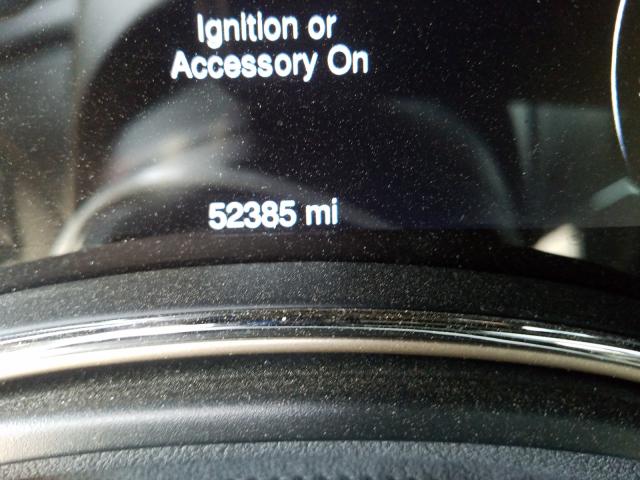 Ignition or
Accessory On
52385 mi